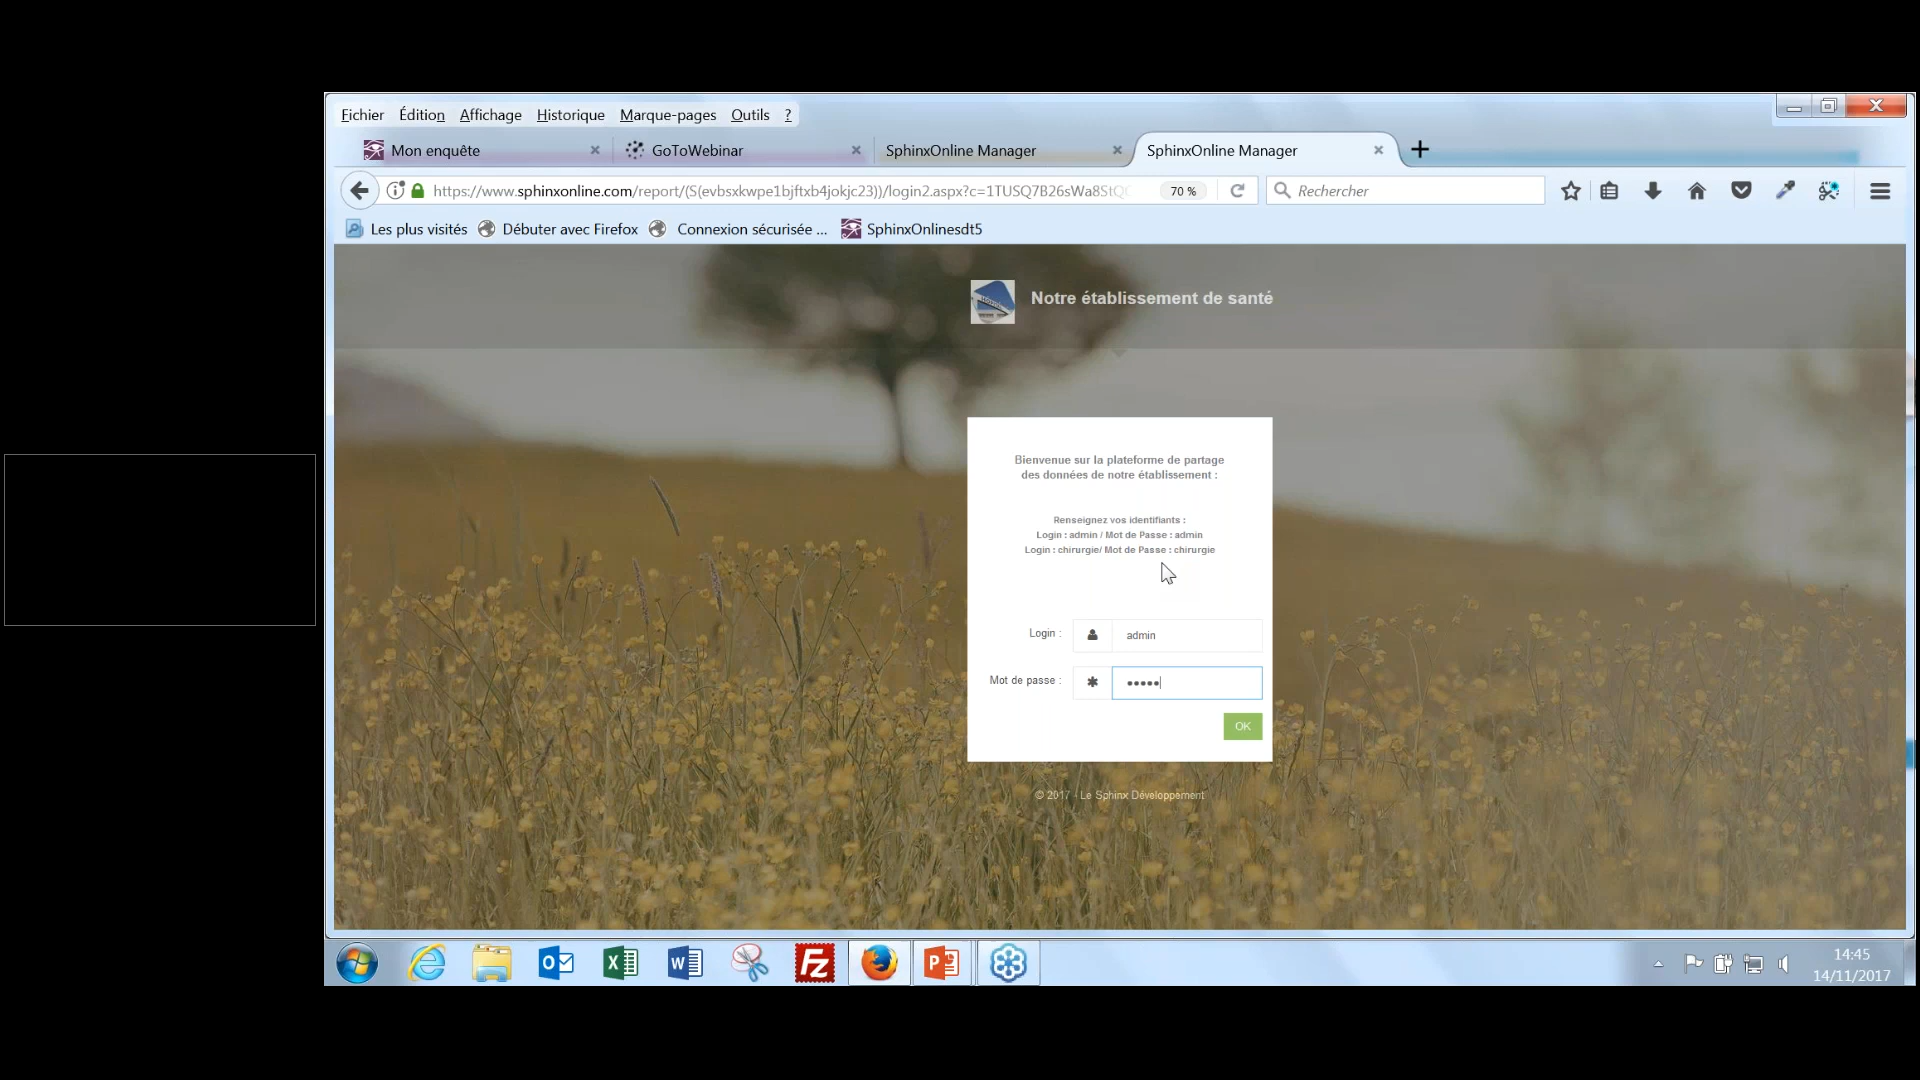 Fichier Édition Affichage Historique Marque-pages Outils ?
Mon enquête
GoToWebinar
SphinxOnline Manager
SphinxOnline Manager
https://www.sphinxonline.com/report/(S(evbsxkwpe1bjftxb4jokjc23))/login2.aspx?c=1TUSQ7B26sWa8StQ
70 %
Rechercher
Les plus visités
Débuter avec Firefox
Connexion sécurisée ...
SphinxOnlinesdt5
Notre établissement de santé
Bienvenue sur la plateforme de partage
des données de notre établissement :
Renseignez vos identifiants :
Login : admin / Mot de Passe : admin
Login : chirurgie/ Mot de Passe : chirurgie
Login :
admin
Mot de passe :
OK
© 2017 - Le Sphinx Développement
14:45
14/11/2017